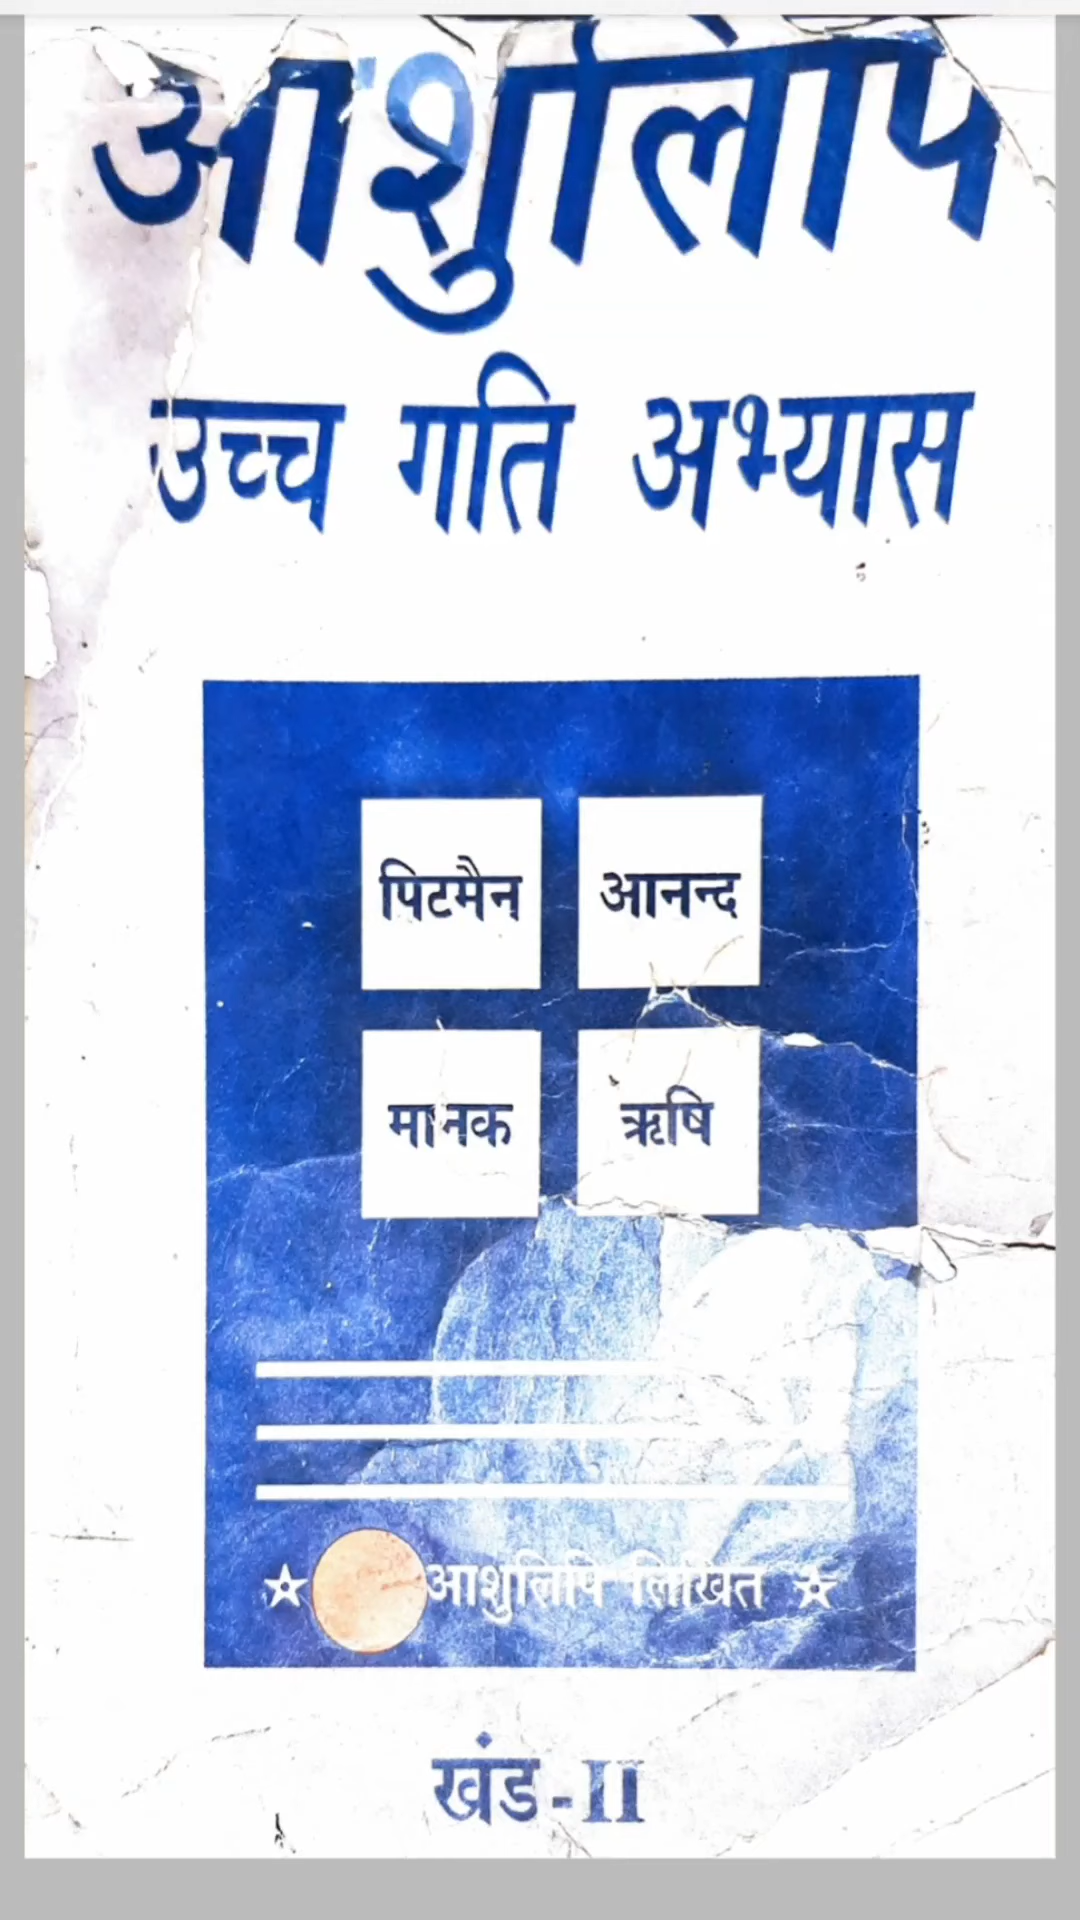 आशुलिपि
उच्च गति अभ्यास
पिटमैन आनन्द
मानक ऋषि
आशुलिपि लिखित
खंड-II